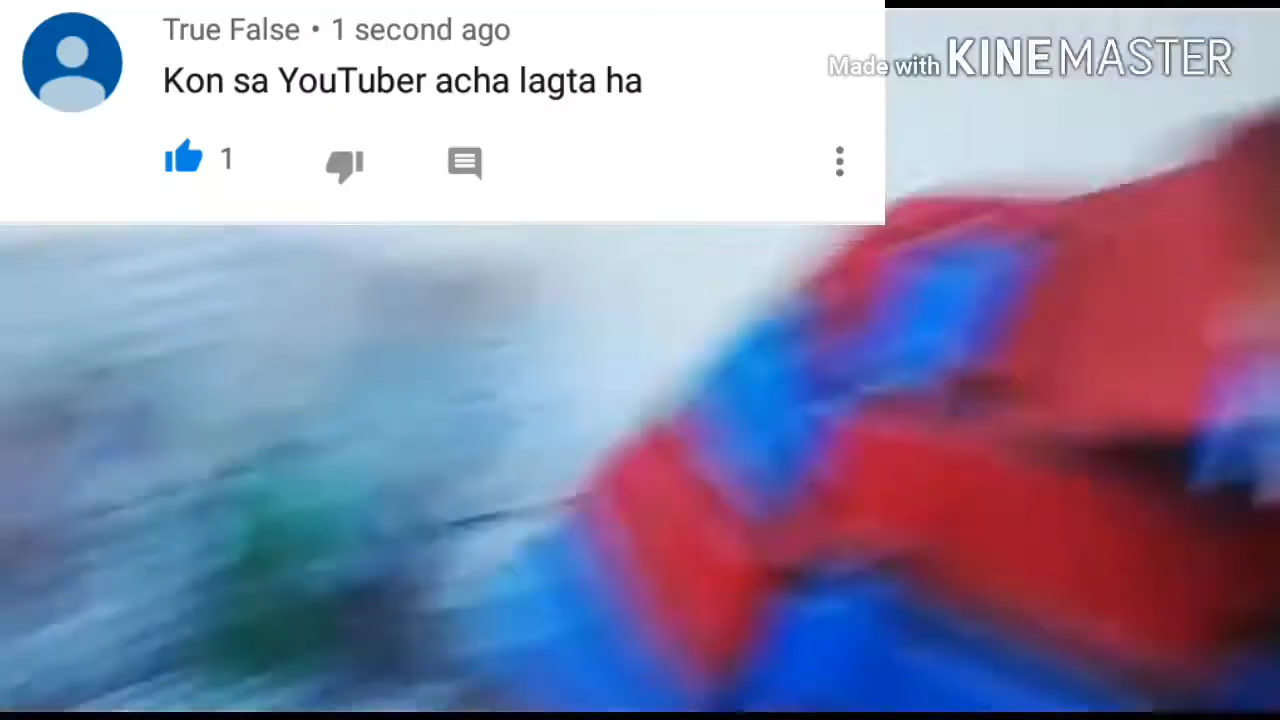 True False • 1 second ago
Made with KINEMASTER
Kon sa YouTuber acha lagta ha
1